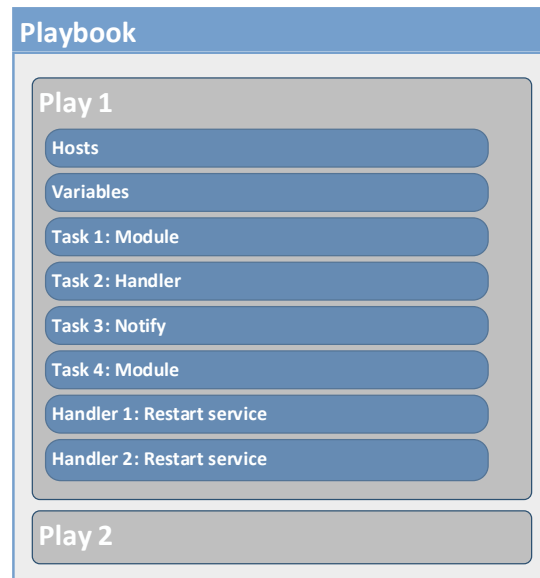 Playbook
Play 1
Hosts
Variables
Task 1: Module
Task 2: Handler
Task 3: Notify
Task 4: Module
Handler 1: Restart service
Handler 2: Restart service
Play 2